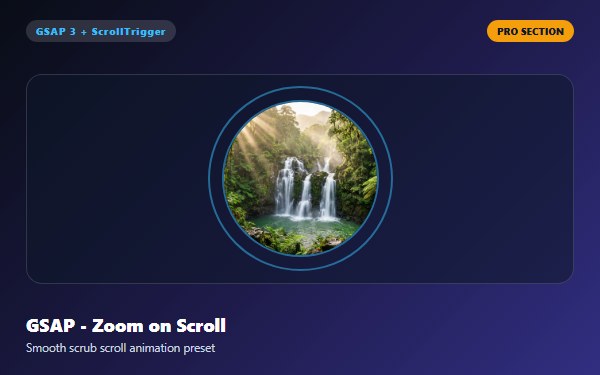 GSAP 3 + ScrollTrigger
PRO SECTION
GSAP - Zoom on Scroll
Smooth scrub scroll animation preset